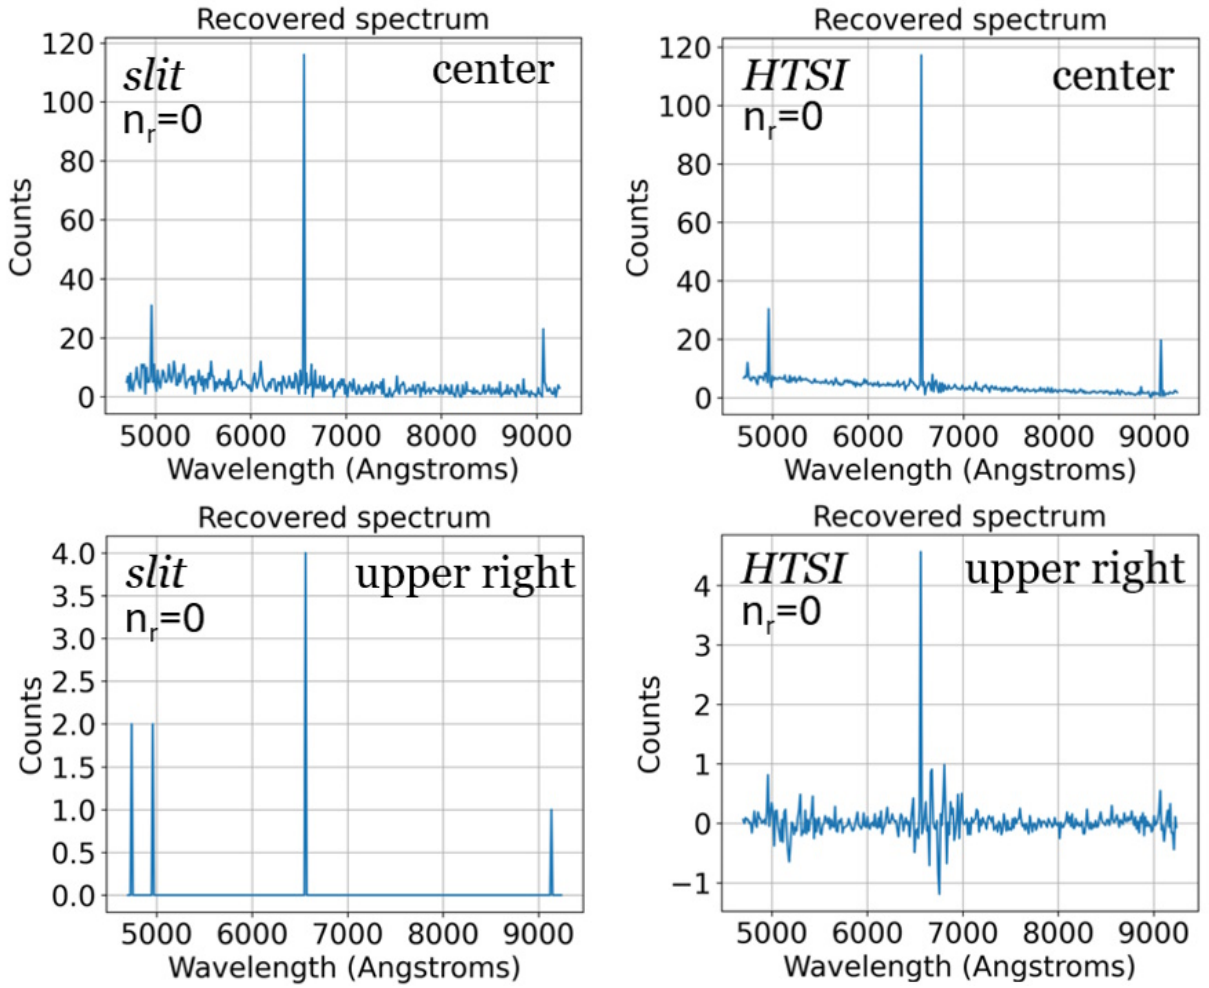 Recovered spectrum
slit
center
n_r=0
120
100
80
60
40
20
0
Counts
5000 6000 7000 8000 9000
Wavelength (Angstroms)
Recovered spectrum
HTSI
center
n_r=0
120
100
80
60
40
20
0
Counts
5000 6000 7000 8000 9000
Wavelength (Angstroms)
Recovered spectrum
slit
upper right
n_r=0
4.0
3.5
3.0
2.5
2.0
1.5
1.0
0.5
0.0
Counts
5000 6000 7000 8000 9000
Wavelength (Angstroms)
Recovered spectrum
HTSI
upper right
n_r=0
4
3
2
1
0
−1
Counts
5000 6000 7000 8000 9000
Wavelength (Angstroms)